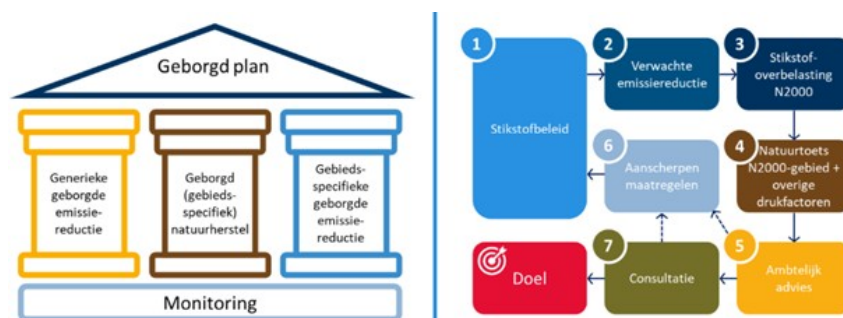 Geborgd plan
Generieke
geborgde
emissie-
reductie
Geborgd
(gebieds-
specifiek)
natuurherstel
Gebieds-
specifieke
geborgde
emissie-
reductie
Monitoring
1
Stikstofbeleid
2
Verwachte
emissiereductie
3
Stikstof-
overbelasting
N2000
6
Aanscherpen
maatregelen
4
Natuurtoets
N2000-gebied +
overige
drukfactoren
Doel
7
Consultatie
5
Ambtelijk
advies